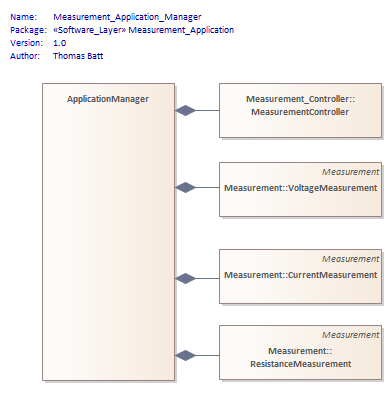 Name: Measurement_Application_Manager
Package: «Software_Layer» Measurement_Application
Version: 1.0
Author: Thomas Batt
ApplicationManager
Measurement_Controller::
MeasurementController
Measurement
Measurement::VoltageMeasurement
Measurement
Measurement::CurrentMeasurement
Measurement
Measurement::
ResistanceMeasurement